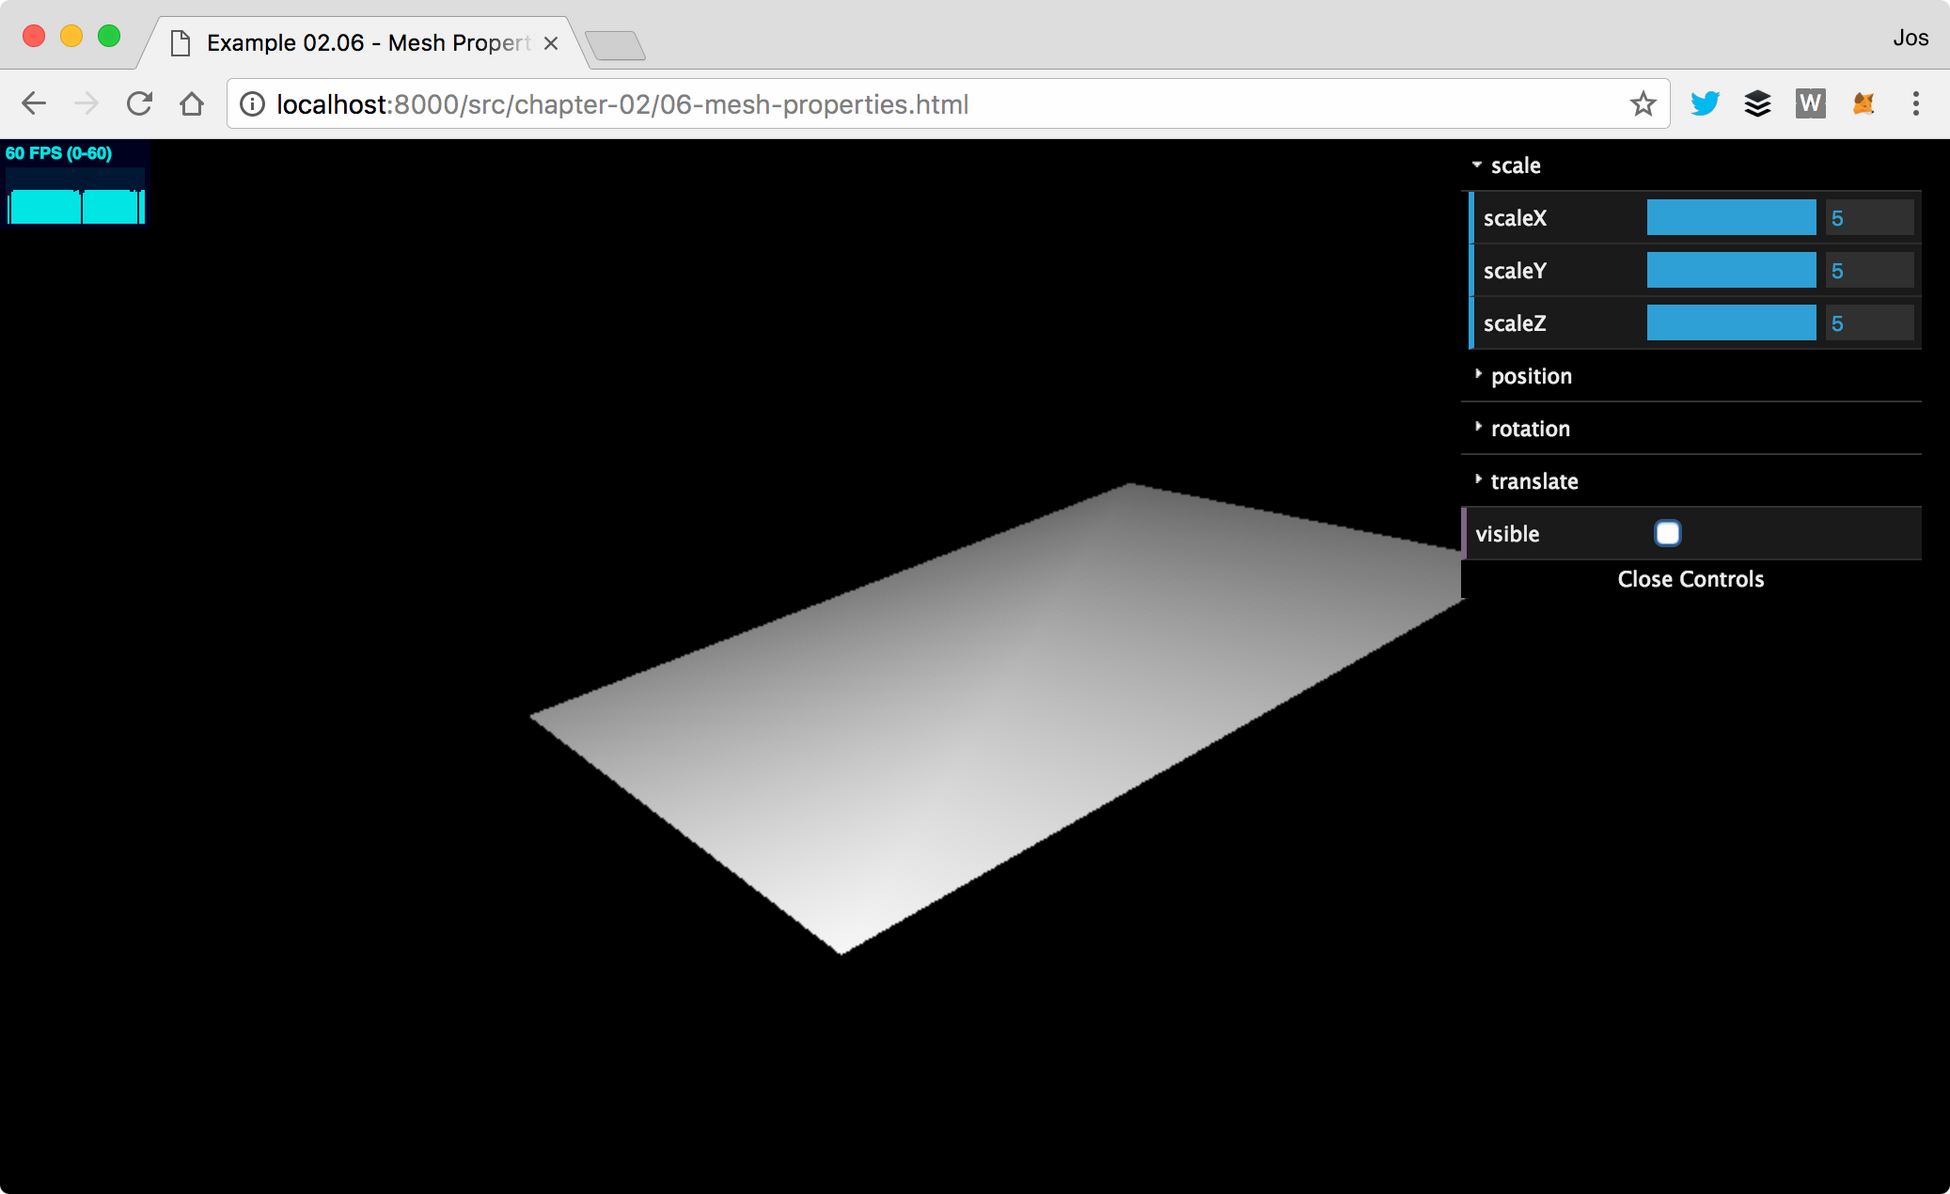 Example 02.06 - Mesh Propert
Jos
localhost:8000/src/chapter-02/06-mesh-properties.html
W
60 FPS (0-60)
scale
scaleX 5
scaleY 5
scaleZ 5
position
rotation
translate
visible
Close Controls